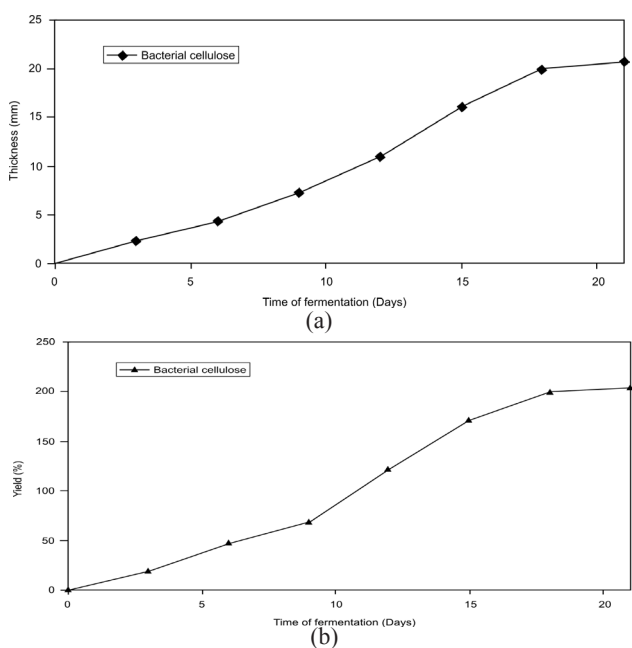 25
20
15
10
5
0
Thickness (mm)
Bacterial cellulose
0 5 10 15 20
Time of fermentation (Days)
(a)
250
200
150
100
50
0
Yield (%)
Bacterial cellulose
0 5 10 15 20
Time of fermentation (Days)
(b)